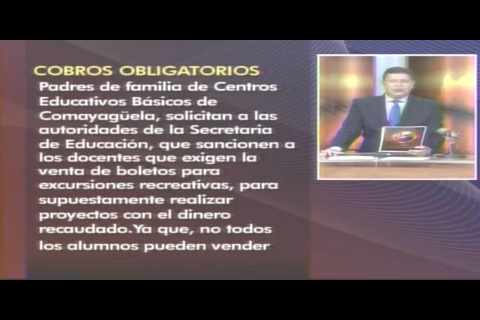 COBROS OBLIGATORIOS
Padres de familia de Centros
Educativos Básicos de
Comayagüela, solicitan a las
autoridades de la Secretaria
de Educación, que sancionen a
los docentes que exigen la
venta de boletos para
excursiones recreativas, para
supuestamente realizar
proyectos con el dinero
recaudado.Ya que, no todos
los alumnos pueden vender